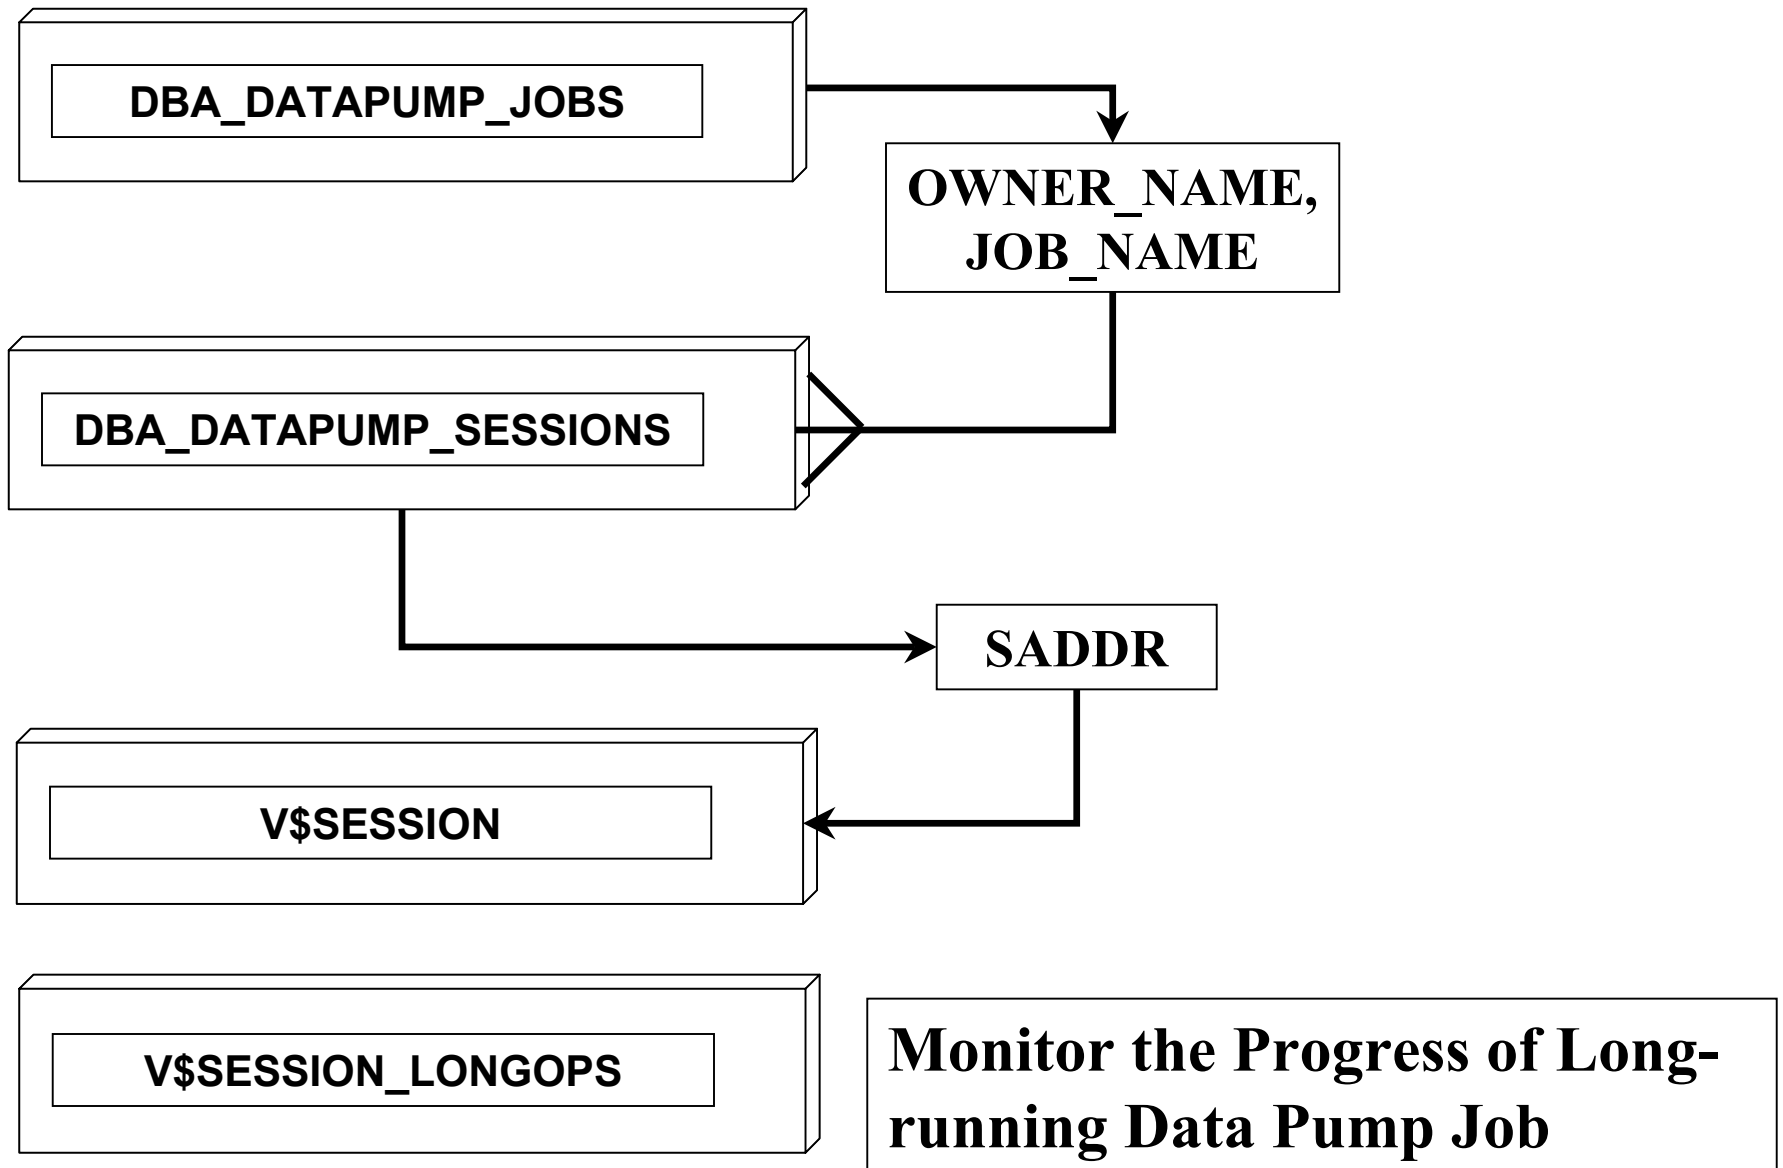 DBA_DATAPUMP_JOBS
OWNER_NAME,
JOB_NAME
DBA_DATAPUMP_SESSIONS
SADDR
V$SESSION
V$SESSION_LONGOPS
Monitor the Progress of Long-
running Data Pump Job